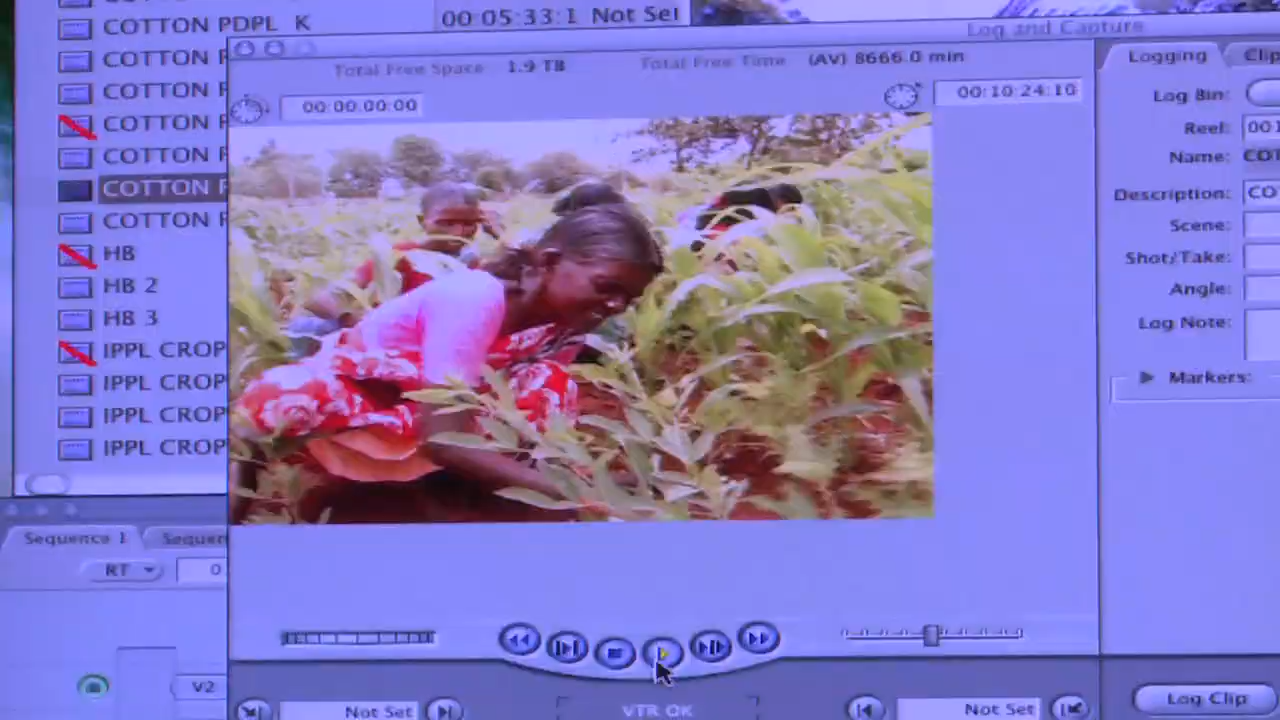 COTTON PDPL K
00:05:33:1 Not Set
Log and Capture
COTTON
Total Free Space 1.9 TB
Total Free Time (AV) 8666.0 min
Logging
COTTON
00:00:00:00
00:10:24:10
Log Bin:
COTTON
Reel: 001
COTTON
Name:
COTTON
Description:
COTTON
Scene:
HB
Shot/Take:
HB 2
Angle:
HB 3
Log Note:
IPPL CROP
Markers:
IPPL CROP
IPPL CROP
IPPL CROP
Sequence 1
RT
0
V2
Not Set
VTR OK
Not Set
Log Clip